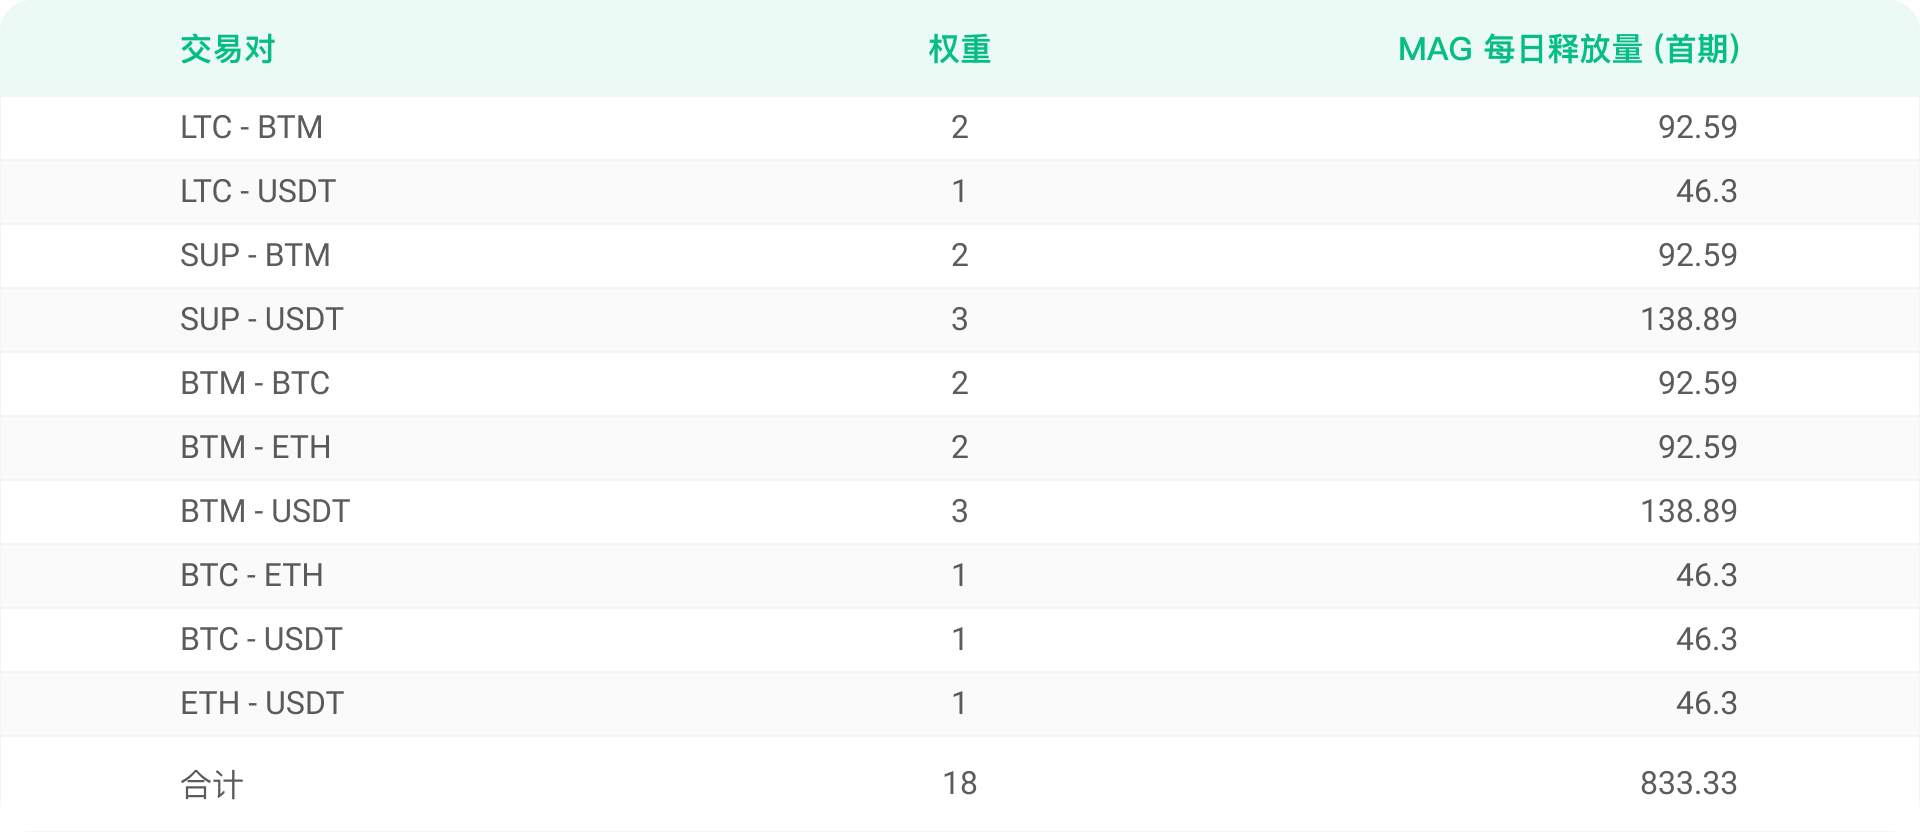 交易对 权重 MAG 每日释放量 (首期)
LTC - BTM 2 92.59
LTC - USDT 1 46.3
SUP - BTM 2 92.59
SUP - USDT 3 138.89
BTM - BTC 2 92.59
BTM - ETH 2 92.59
BTM - USDT 3 138.89
BTC - ETH 1 46.3
BTC - USDT 1 46.3
ETH - USDT 1 46.3
合计 18 833.33